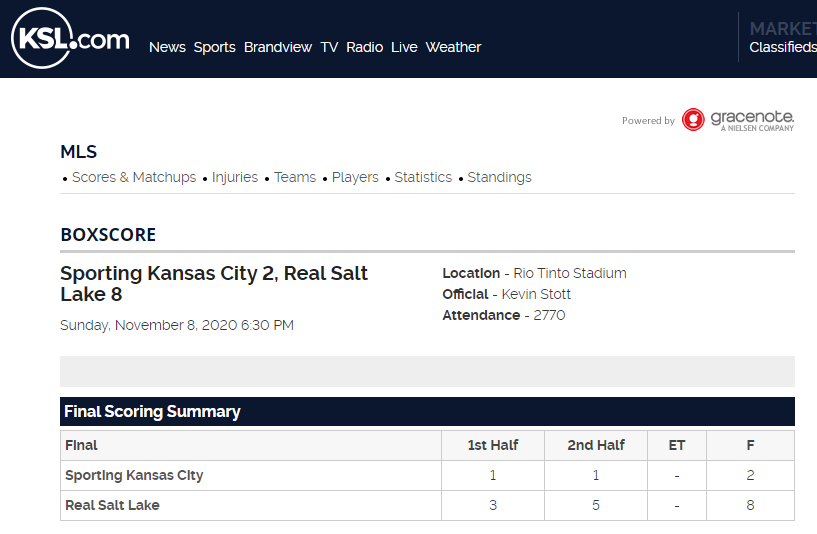 KSL.com
News Sports Brandview TV Radio Live Weather
MARKET
Classifieds
Powered by gracenote.
A NIELSEN COMPANY
MLS
• Scores & Matchups • Injuries • Teams • Players • Statistics • Standings
BOXSCORE
Sporting Kansas City 2, Real Salt
Lake 8
Sunday, November 8, 2020 6:30 PM
Location - Rio Tinto Stadium
Official - Kevin Stott
Attendance - 2770
Final Scoring Summary
Final 1st Half 2nd Half ET F
Sporting Kansas City 1 1 - 2
Real Salt Lake 3 5 - 8